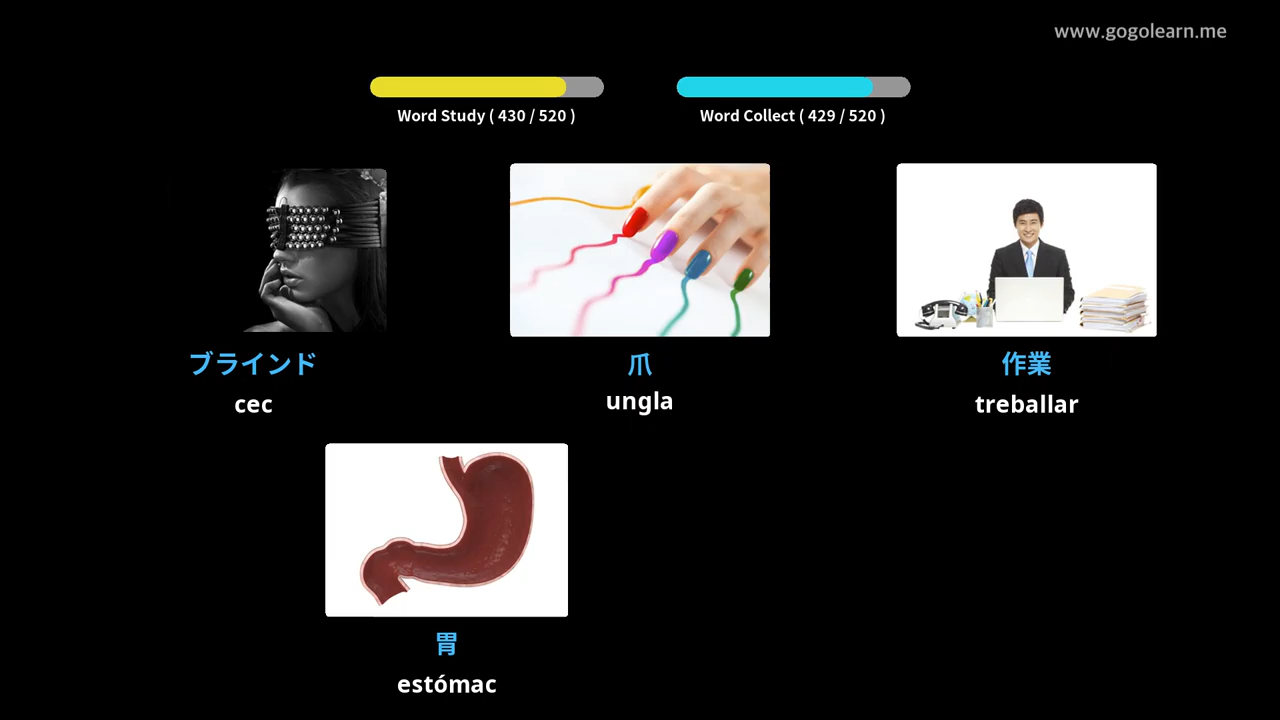 www.gogolearn.me
Word Study ( 430 / 520 )
Word Collect ( 429 / 520 )
ブラインド
cec
爪
ungla
作業
treballar
胃
estómac